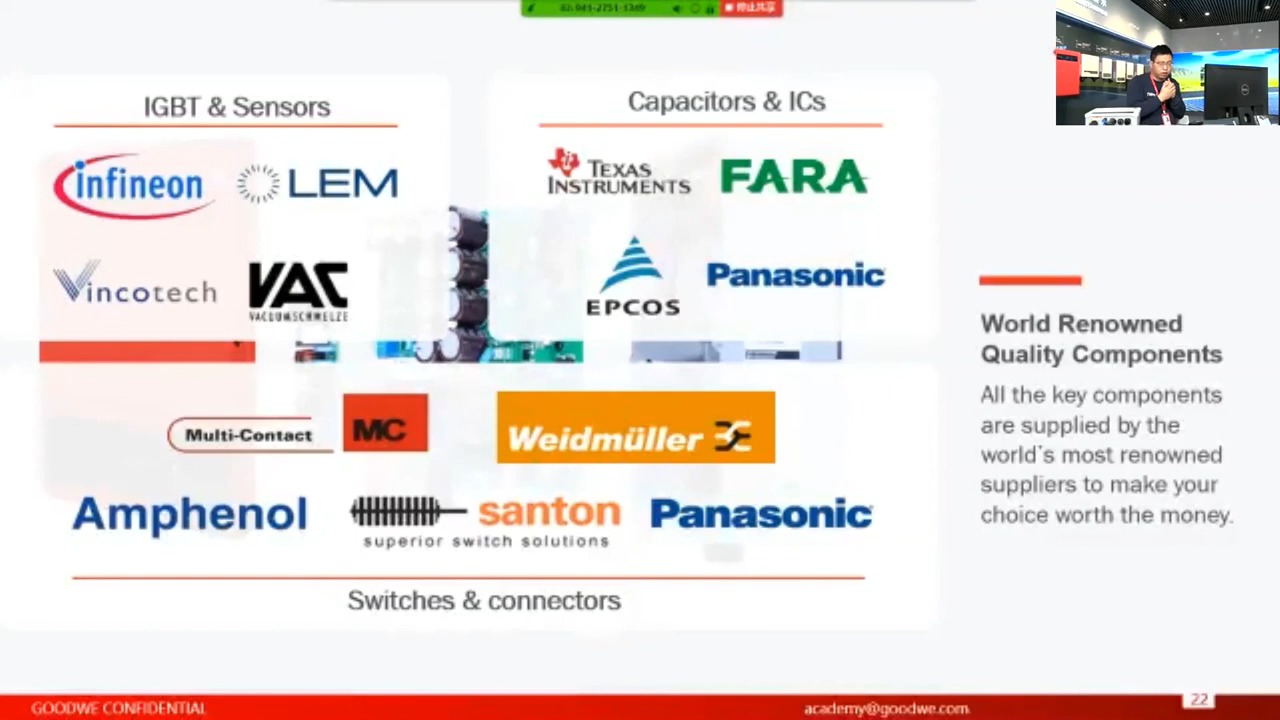 停止共享
IGBT & Sensors
infineon
LEM
Vincotech
VAC
VACUUMSCHMELZE
Capacitors & ICs
TEXAS
INSTRUMENTS
FARA
EPCOS
Panasonic
Multi-Contact
MC
Weidmüller
Amphenol
santon
superior switch solutions
Panasonic
Switches & connectors
World Renowned
Quality Components
All the key components
are supplied by the
world's most renowned
suppliers to make your
choice worth the money.
GOODWE CONFIDENTIAL
academy@goodwe.com
22